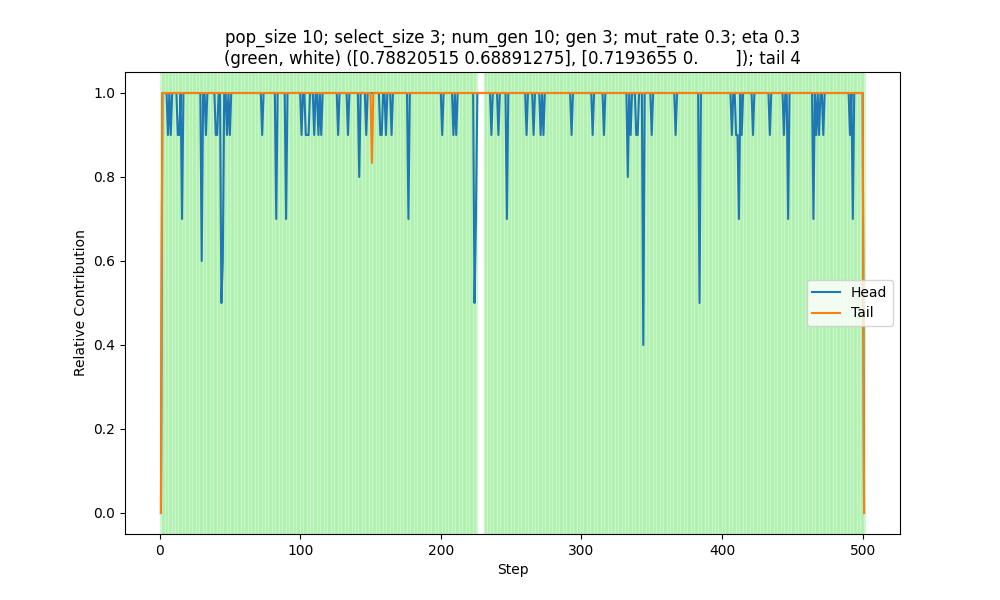 pop_size 10; select_size 3; num_gen 10; gen 3; mut_rate 0.3; eta 0.3
(green, white) ([0.78820515 0.68891275], [0.7193655 0.        ]); tail 4
1.0
0.8
0.6
0.4
0.2
0.0
Relative Contribution
Head
Tail
0
100
200
300
400
500
Step